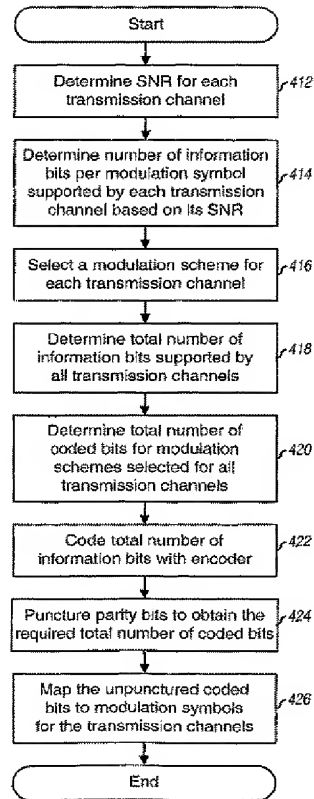 Start
Determine SNR for each
transmission channel
412
Determine number of information
bits per modulation symbol
supported by each transmission
channel based on its SNR
414
Select a modulation scheme for
each transmission channel
416
Determine total number of
information bits supported by
all transmission channels
418
Determine total number of
coded bits for modulation
schemes selected for all
transmission channels
420
Code total number of
information bits with encoder
422
Puncture parity bits to obtain the
required total number of coded bits
424
Map the unpunctured coded
bits to modulation symbols
for the transmission channels
426
End